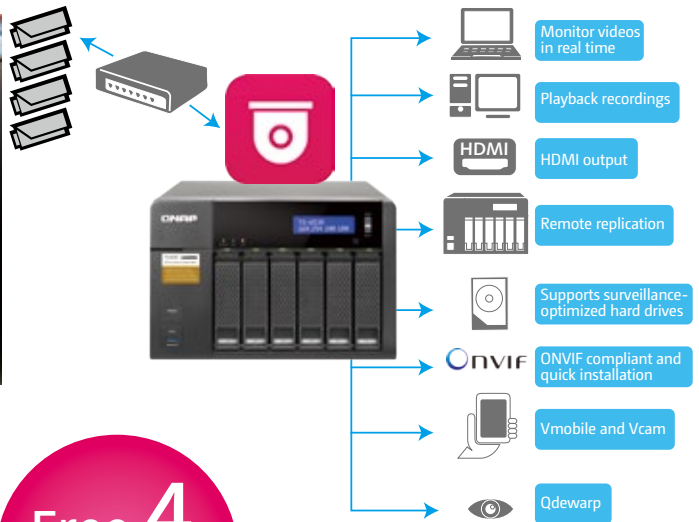 Monitor videos
in real time
Playback recordings
HDMI
HDMI output
QNAP
Remote replication
Supports surveillance-
optimized hard drives
ONVIF
ONVIF compliant and
quick installation
Vmobile and Vcam
Qdewarp
Free 4